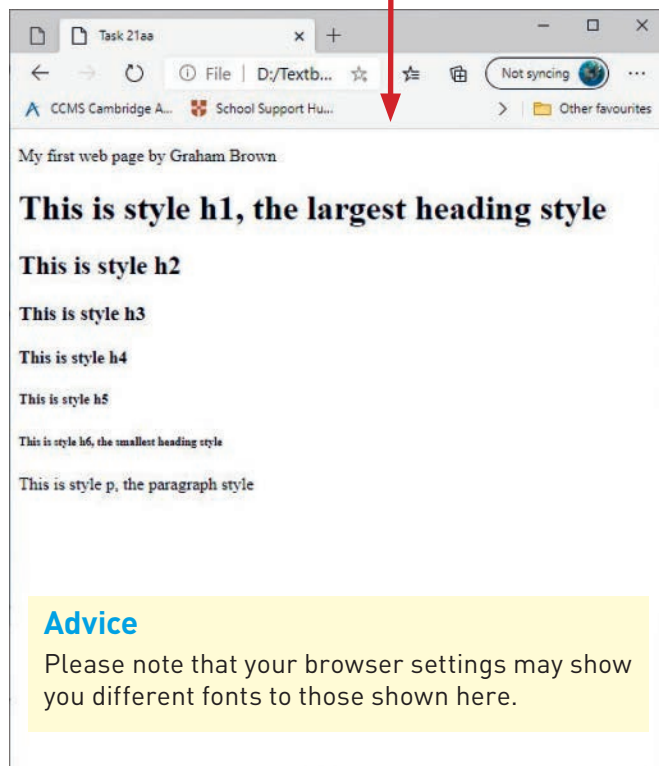 Task 21aa
File | D:/Textb... Not syncing
CCMS Cambridge A... School Support Hu... Other favourites
My first web page by Graham Brown
This is style h1, the largest heading style
This is style h2
This is style h3
This is style h4
This is style h5
This is style h6, the smallest heading style
This is style p, the paragraph style
Advice
Please note that your browser settings may show
you different fonts to those shown here.